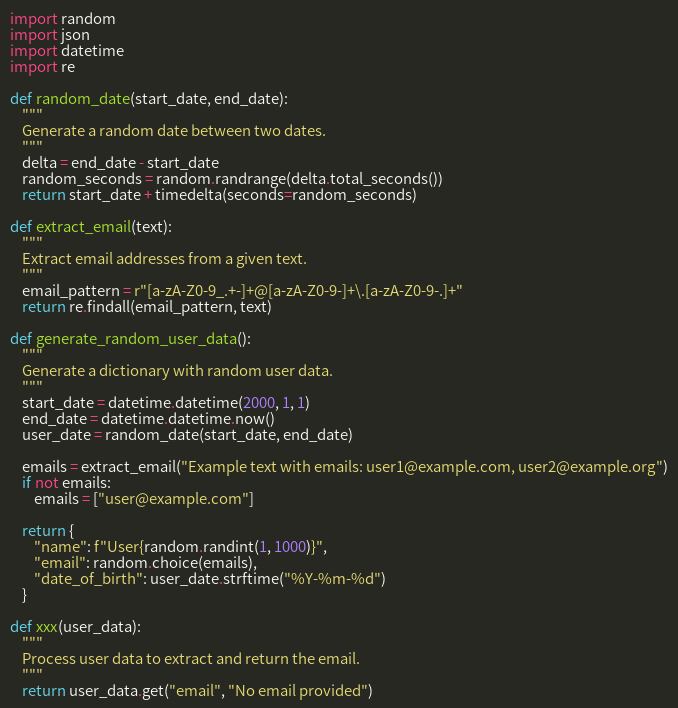 import random
import json
import datetime
import re

def random_date(start_date, end_date):
    """
    Generate a random date between two dates.
    """
    delta = end_date - start_date
    random_seconds = random.randrange(delta.total_seconds())
    return start_date + timedelta(seconds=random_seconds)

def extract_email(text):
    """
    Extract email addresses from a given text.
    """
    email_pattern = r"[a-zA-Z0-9_.+-]+@[a-zA-Z0-9-]+\.[a-zA-Z0-9-.]+"
    return re.findall(email_pattern, text)

def generate_random_user_data():
    """
    Generate a dictionary with random user data.
    """
    start_date = datetime.datetime(2000, 1, 1)
    end_date = datetime.datetime.now()
    user_date = random_date(start_date, end_date)

    emails = extract_email("Example text with emails: user1@example.com, user2@example.org")
    if not emails:
        emails = ["user@example.com"]

    return {
        "name": f"User{random.randint(1, 1000)}",
        "email": random.choice(emails),
        "date_of_birth": user_date.strftime("%Y-%m-%d")
    }

def xxx(user_data):
    """
    Process user data to extract and return the email.
    """
    return user_data.get("email", "No email provided")